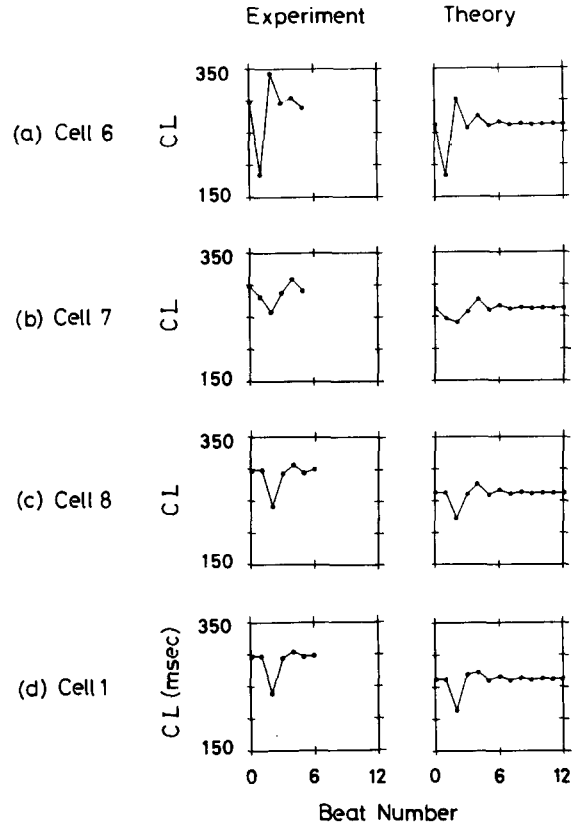 Experiment Theory
350
(a) Cell 6 CL
150
350
(b) Cell 7 CL
150
350
(c) Cell 8 CL
150
350
(d) Cell 1 CL (msec)
150
0 6 12 0 6 12
Beat Number